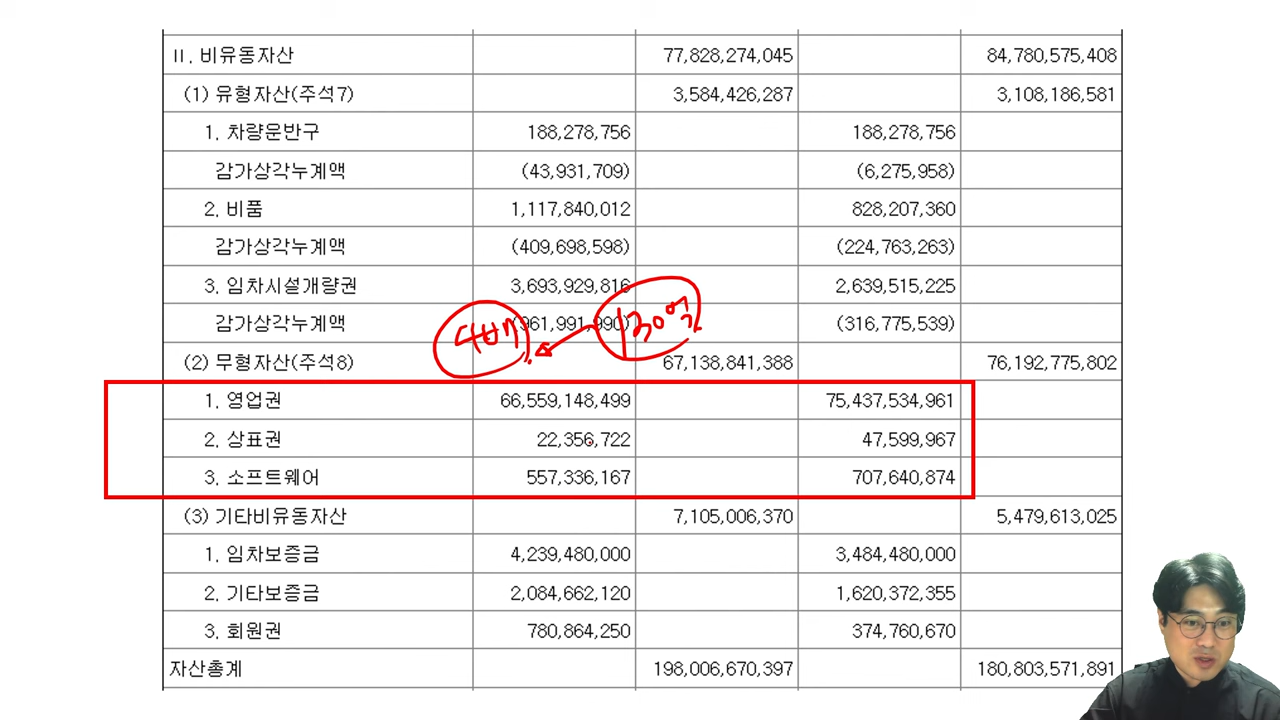 Ⅱ. 비유동자산 77,828,274,045 84,780,575,408
(1) 유형자산(주석7) 3,584,426,287 3,108,186,581
1. 차량운반구 188,278,756 188,278,756
감가상각누계액 (43,931,709) (6,275,958)
2. 비품 1,117,840,012 828,207,360
감가상각누계액 (409,698,598) (224,763,263)
3. 임차시설개량권 3,693,929,816 2,639,515,225
130억
감가상각누계액 (961,991,990) (316,775,539)
(2) 무형자산(주석8) 67,138,841,388 76,192,775,802
1. 영업권 66,559,148,499 75,437,534,961
2. 상표권 22,356,722 47,599,967
3. 소프트웨어 557,336,167 707,640,874
(3) 기타비유동자산 7,105,006,370 5,479,613,025
1. 임차보증금 4,239,480,000 3,484,480,000
2. 기타보증금 2,084,662,120 1,620,372,355
3. 회원권 780,864,250 374,760,670
자산총계 198,006,670,397 180,803,571,891